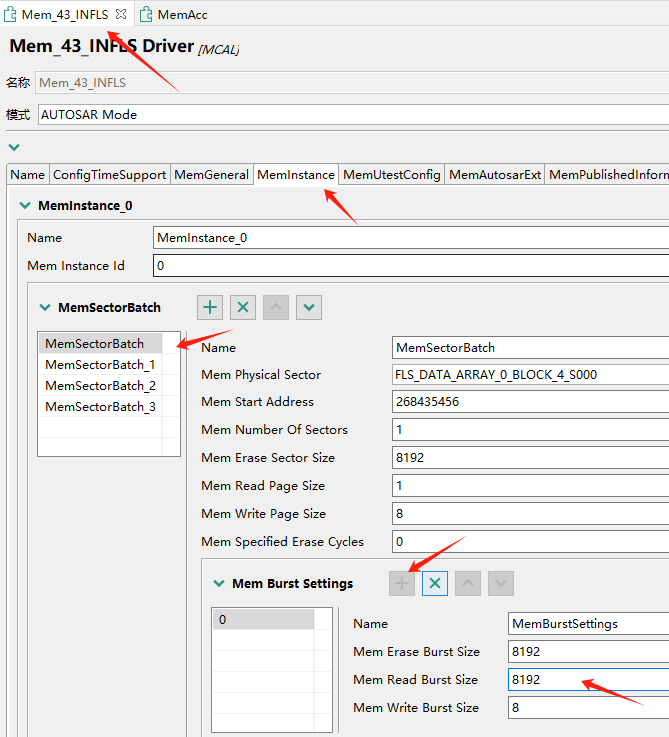 Mem_43_INFLS MemAcc
Mem_43_INFLS Driver [MCAL]
名称 Mem_43_INFLS
模式 AUTOSAR Mode
Name ConfigTimeSupport MemGeneral MemInstance MemUtestConfig MemAutosarExt MemPublishedInform
MemInstance_0
Name MemInstance_0
Mem Instance Id 0
MemSectorBatch
MemSectorBatch
MemSectorBatch_1
MemSectorBatch_2
MemSectorBatch_3
Name MemSectorBatch
Mem Physical Sector FLS_DATA_ARRAY_0_BLOCK_4_S000
Mem Start Address 268435456
Mem Number Of Sectors 1
Mem Erase Sector Size 8192
Mem Read Page Size 1
Mem Write Page Size 8
Mem Specified Erase Cycles 0
Mem Burst Settings
0
Name MemBurstSettings
Mem Erase Burst Size 8192
Mem Read Burst Size 8192
Mem Write Burst Size 8